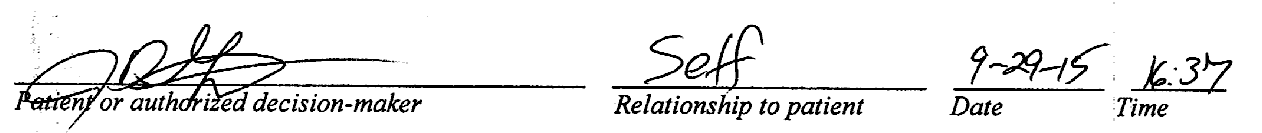 Self 9-29-15 16:37
Patient or authorized decision-maker Relationship to patient Date Time